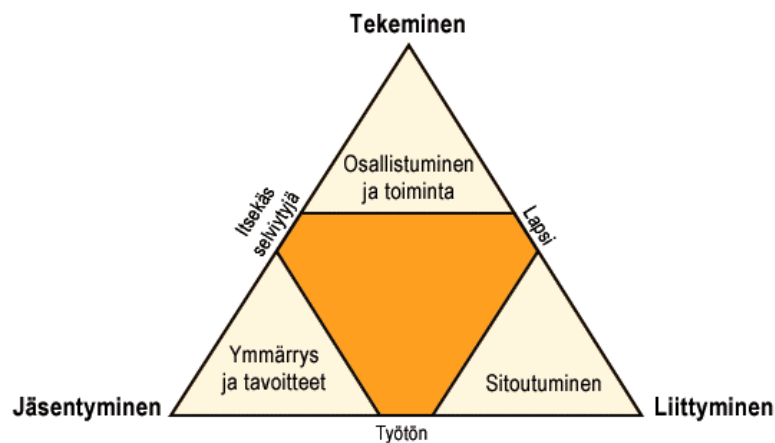 Tekeminen
Osallistuminen
ja toiminta
Itsekäs
selviytyjä
Lapsi
Ymmärrys
ja tavoitteet
Sitoutuminen
Jäsentyminen
Liittyminen
Työtön